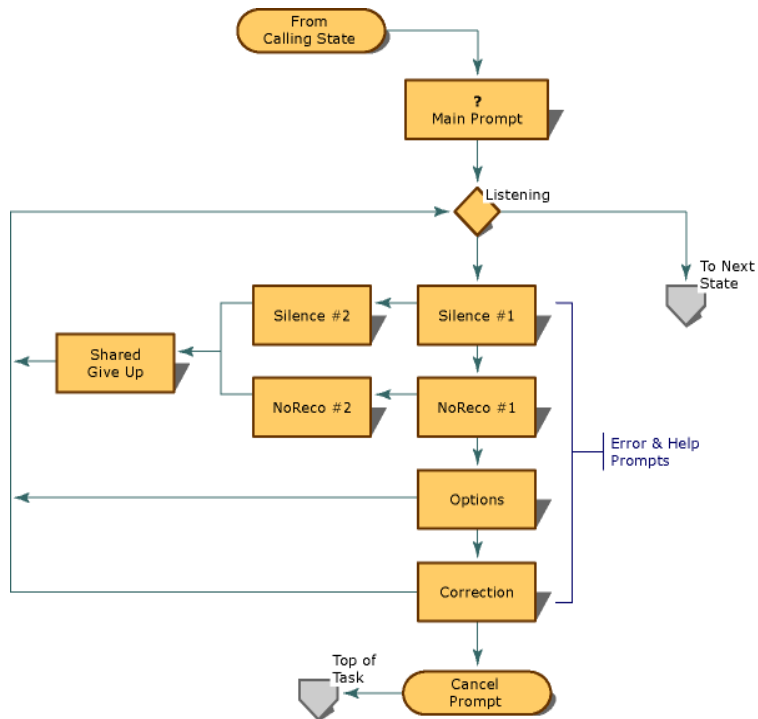 From
Calling State
?
Main Prompt
Listening
To Next
State
Silence #2
Silence #1
Shared
Give Up
NoReco #2
NoReco #1
Error & Help
Prompts
Options
Correction
Top of
Task
Cancel
Prompt